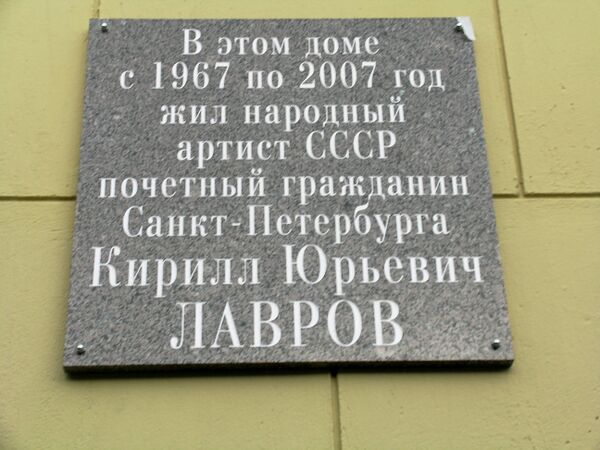 В этом доме
с 1967 по 2007 год
жил народный
артист СССР
почетный гражданин
Санкт-Петербурга
Кирилл Юрьевич
ЛАВРОВ